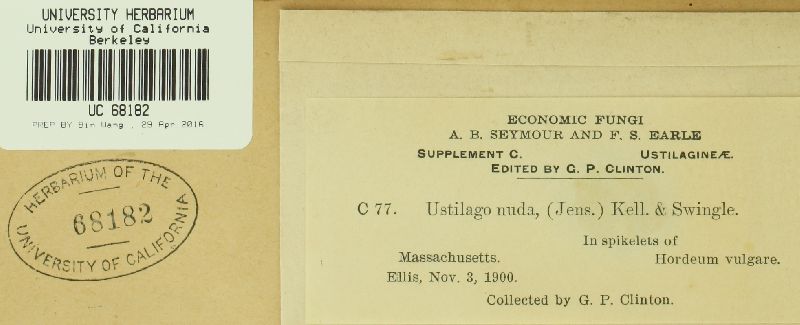 UNIVERSITY HERBARIUM
University of California
Berkeley
UC 68182
PREP BY Bin Wang , 29 Apr 2016
HERBARIUM OF THE
68182
UNIVERSITY OF CALIFORNIA
ECONOMIC FUNGI
A. B. SEYMOUR AND F. S. EARLE
SUPPLEMENT C. USTILAGINEÆ.
EDITED BY G. P. CLINTON.
C 77. Ustilago nuda, (Jens.) Kell. & Swingle.
In spikelets of
Massachusetts. Hordeum vulgare.
Ellis, Nov. 3, 1900.
Collected by G. P. Clinton.